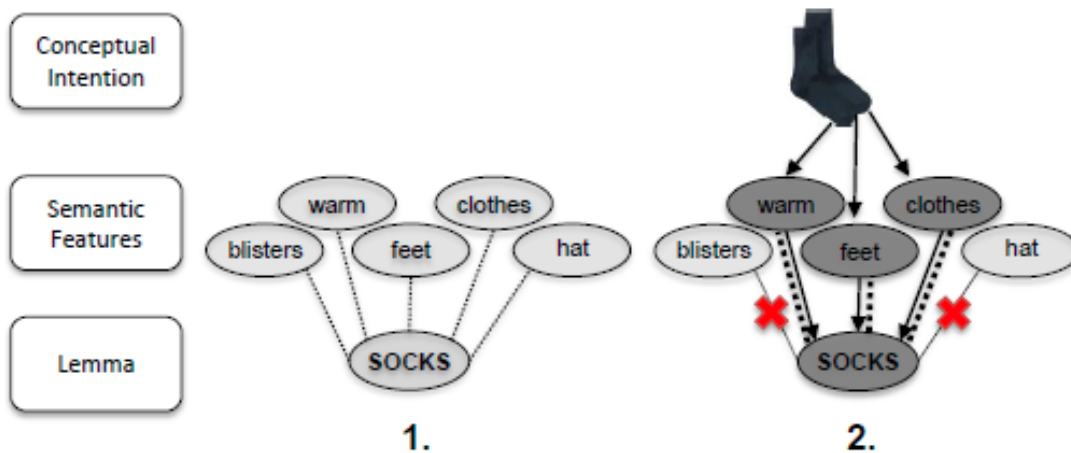 Conceptual
Intention
Semantic
Features
Lemma
warm
clothes
blisters
feet
hat
SOCKS
1.
warm
clothes
blisters
feet
hat
SOCKS
2.